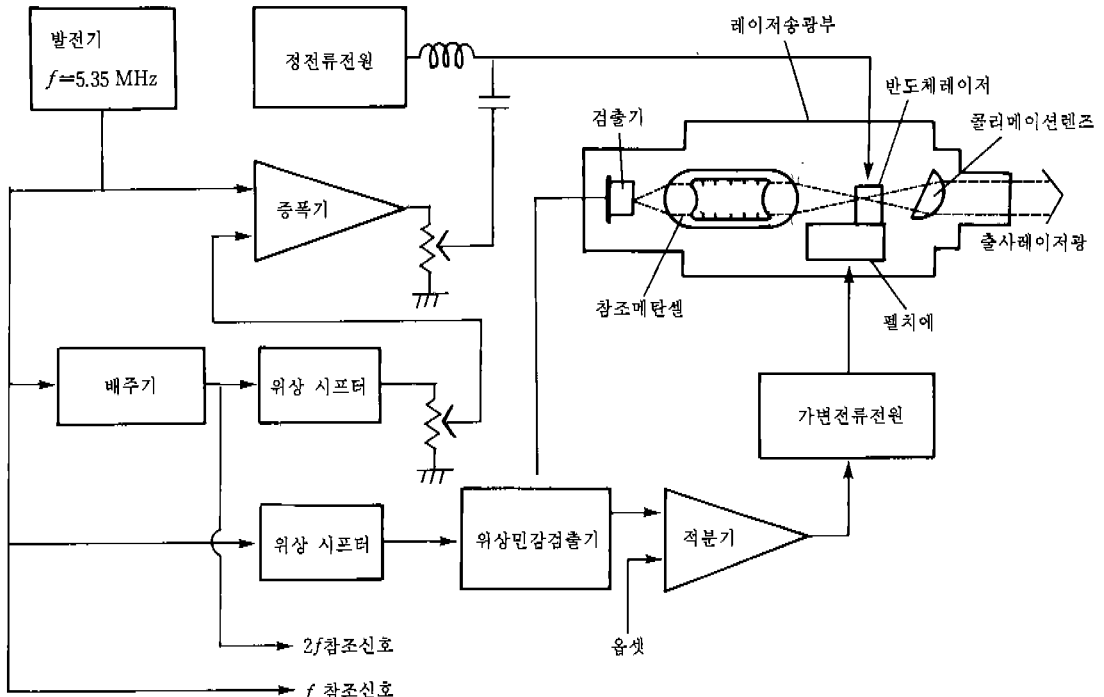 발전기
f=5.35 MHz
정전류전원
레이저송광부
반도체레이저
콜리메이션렌즈
검출기
증폭기
출사레이저광
참조메탄셀
펠치에
배주기
위상 시프터
가변전류전원
위상 시프터
위상민감검출기
적분기
옵셋
2f참조신호
f 참조신호